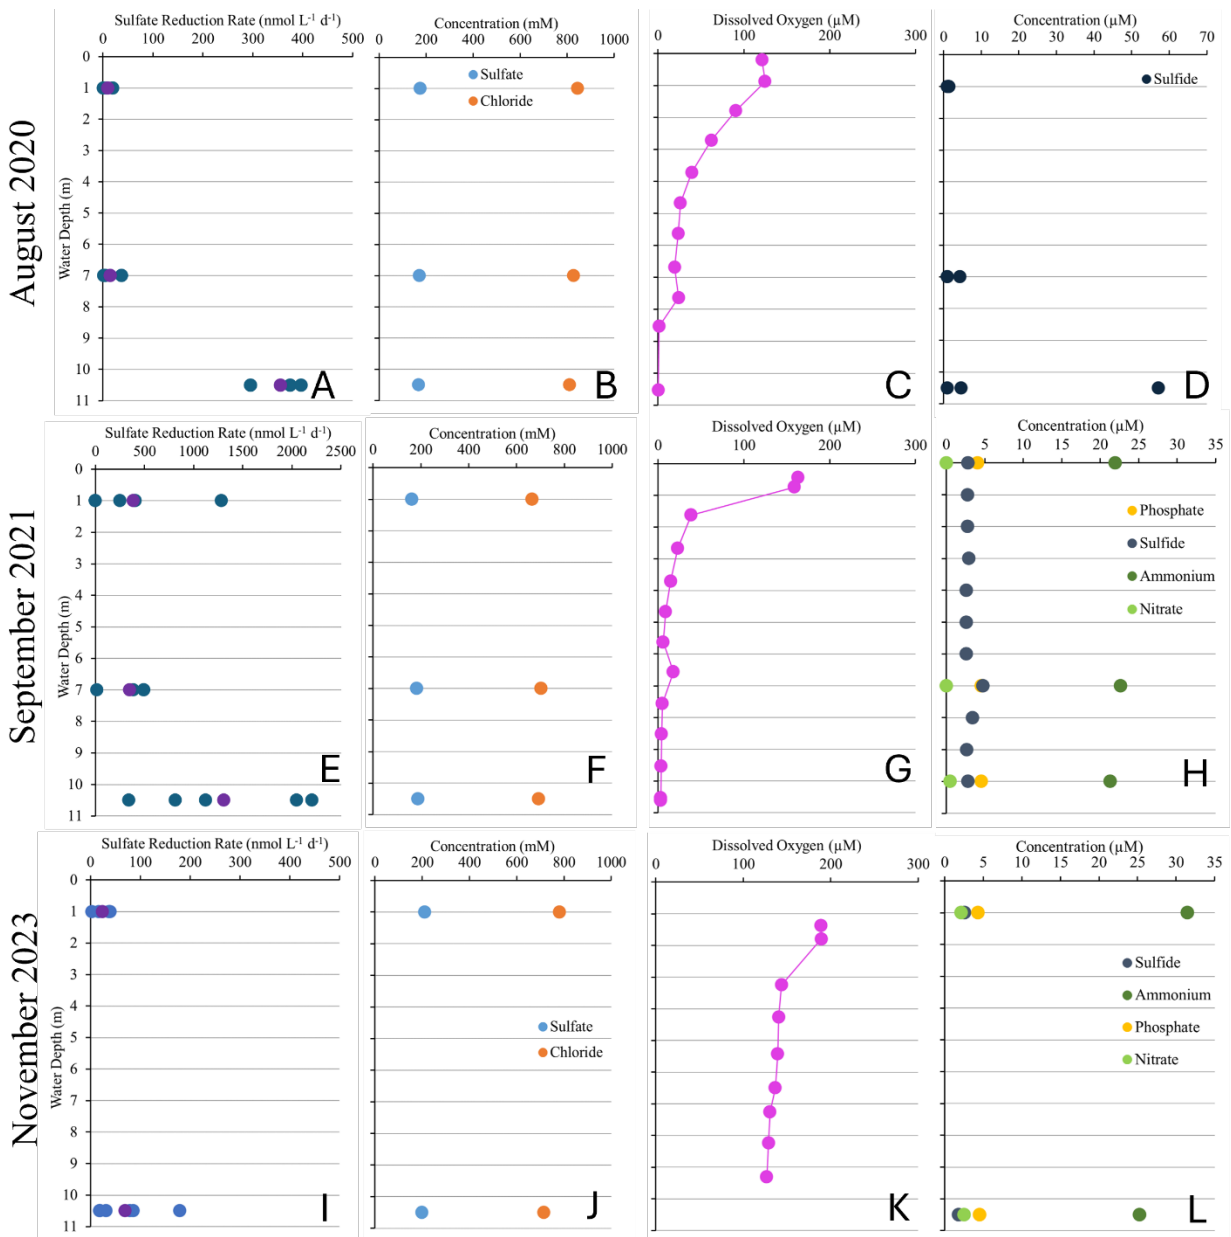 Sulfate Reduction Rate (nmol L⁻¹ d⁻¹)
0 100 200 300 400 500
Concentration (mM)
0 200 400 600 800 1000
Dissolved Oxygen (µM)
0 100 200 300
Concentration (µM)
0 10 20 30 40 50 60 70
August 2020
Water Depth (m)
0
1
2
3
4
5
6
7
8
9
10
11
Sulfate
Chloride
Sulfide
A
B
C
D
Sulfate Reduction Rate (nmol L⁻¹ d⁻¹)
0 500 1000 1500 2000 2500
Concentration (mM)
0 200 400 600 800 1000
Dissolved Oxygen (µM)
0 100 200 300
Concentration (µM)
0 5 10 15 20 25 30 35
September 2021
Water Depth (m)
0
1
2
3
4
5
6
7
8
9
10
11
Phosphate
Sulfide
Ammonium
Nitrate
E
F
G
H
Sulfate Reduction Rate (nmol L⁻¹ d⁻¹)
0 100 200 300 400 500
Concentration (mM)
0 200 400 600 800 1000
Dissolved Oxygen (µM)
0 100 200 300
Concentration (µM)
0 5 10 15 20 25 30 35
November 2023
Water Depth (m)
0
1
2
3
4
5
6
7
8
9
10
11
Sulfate
Chloride
Sulfide
Ammonium
Phosphate
Nitrate
I
J
K
L